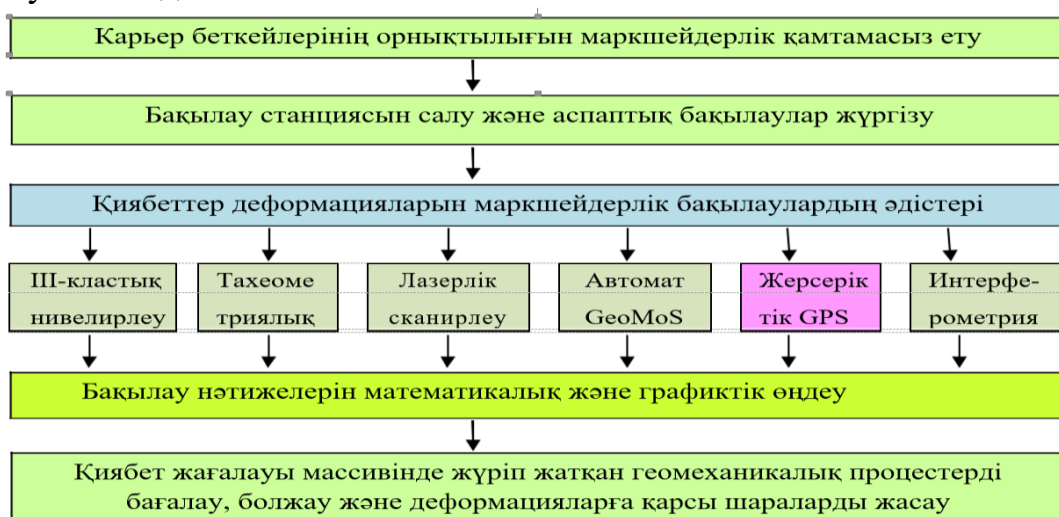 Карьер беткейлерінің орнықтылығын маркшейдерлік қамтамасыз ету
Бақылау станциясын салу және аспаптық бақылаулар жүргізу
Қиябеттер деформацияларын маркшейдерлік бақылаулардың әдістері
III-кластық
нивелирлеу
Тахеоме
триялық
Лазерлік
сканирлеу
Автомат
GeoMoS
Жерсерік
тік GPS
Интерфе-
рометрия
Бақылау нәтижелерін математикалық және графиктік өңдеу
Қиябет жағалауы массивінде жүріп жатқан геомеханикалық процестерді
бағалау, болжау және деформацияларға қарсы шараларды жасау